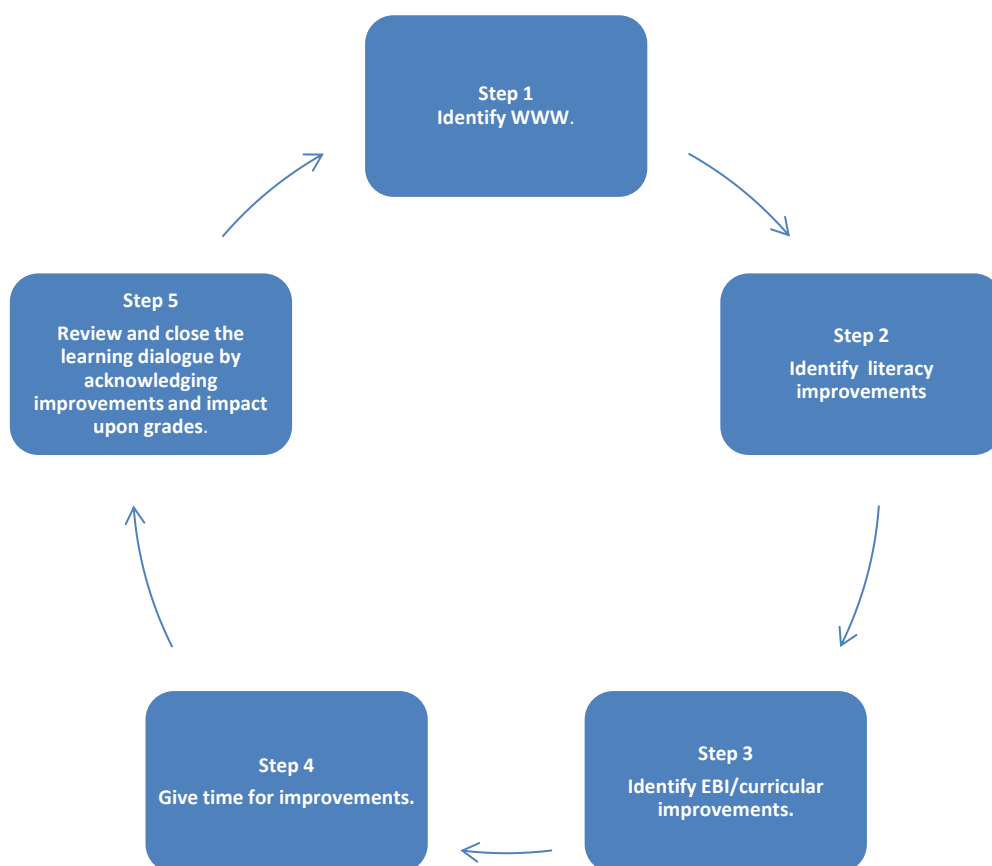 Step 1
Identify WWW.
Step 2
Identify  literacy
improvements
Step 3
Identify EBI/curricular
improvements.
Step 4
Give time for improvements.
Step 5
Review and close the
learning dialogue by
acknowledging
improvements and impact
upon grades.